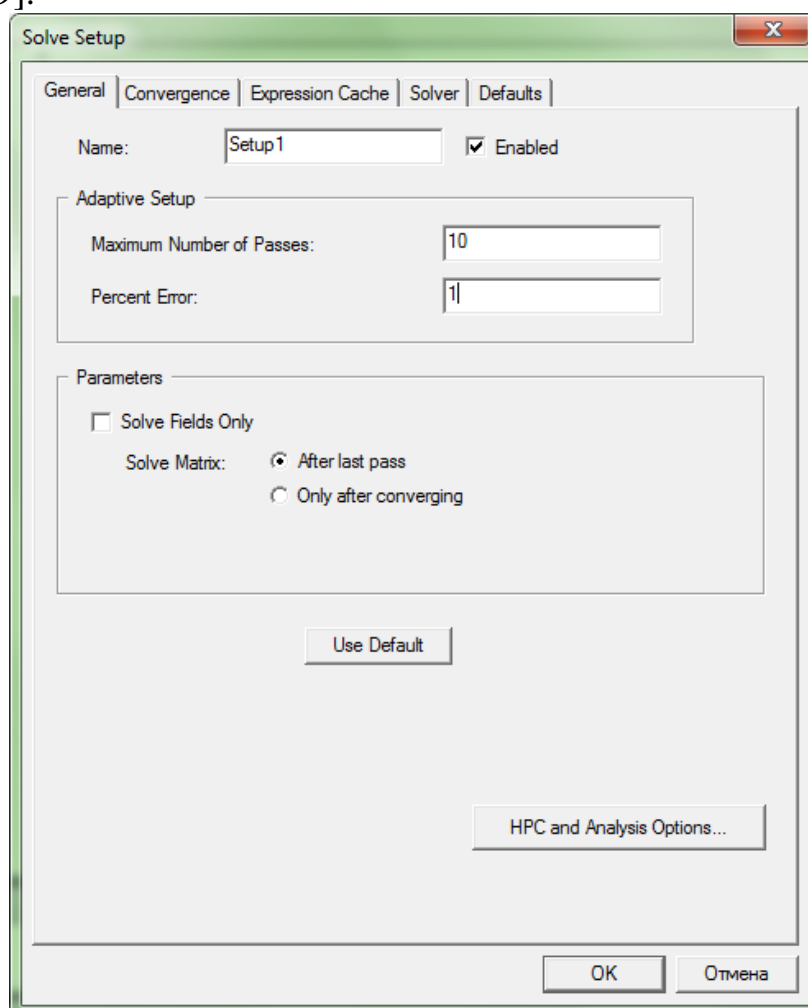 Solve Setup
General Convergence Expression Cache Solver Defaults
Name: Setup1 Enabled
Adaptive Setup
Maximum Number of Passes: 10
Percent Error: 1
Parameters
Solve Fields Only
Solve Matrix: After last pass
Only after converging
Use Default
HPC and Analysis Options...
OK Отмена